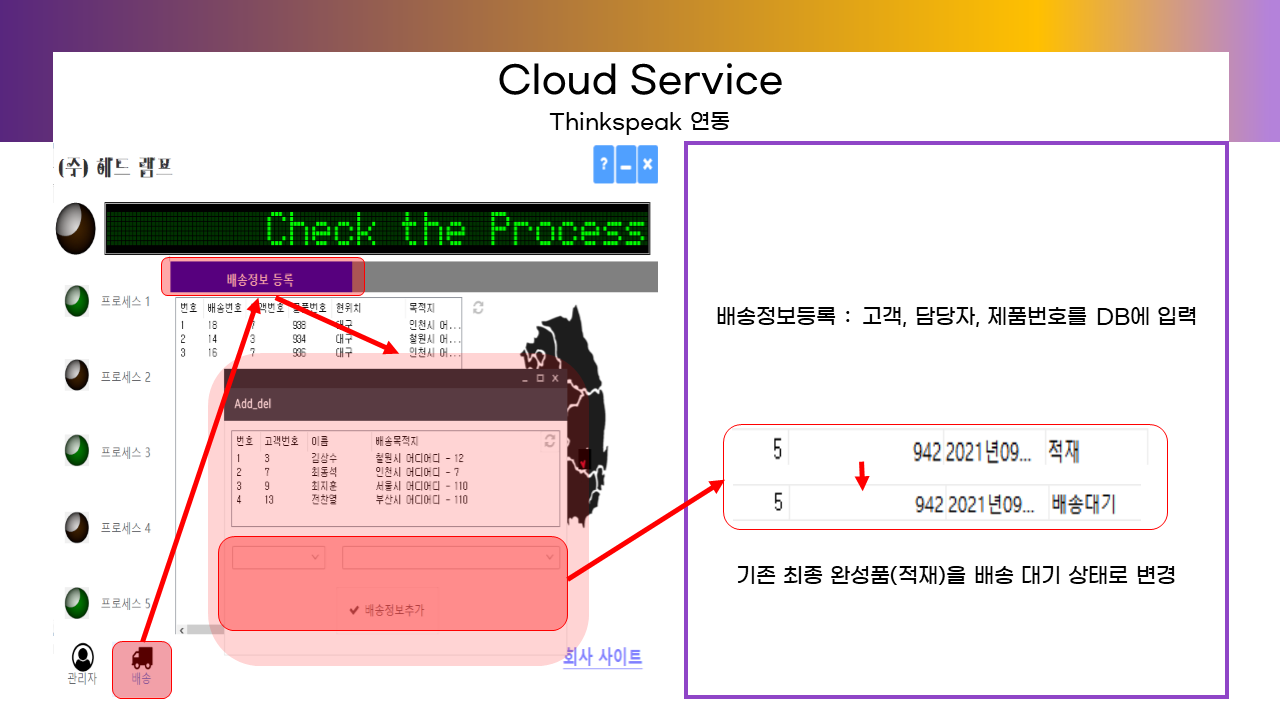 Cloud Service
Thinkspeak 연동
(주) 헤드 램프
? _ ×
Check the Process
배송정보 등록
프로세스 1
프로세스 2
프로세스 3
프로세스 4
프로세스 5
번호 배송번호 객번호 품번호 현위치 목적지
1 18 7 938 대구 인천시 어...
2 14 3 934 대구 철원시 어...
3 16 7 936 대구 인천시 어...
Add_del
번호 고객번호 이름 배송목적지
1 3 김삼수 철원시 어디어디 - 12
2 7 최동석 인천시 어디어디 - 7
3 9 최지훈 서울시 어디어디 - 110
4 13 전찬열 부산시 어디어디 - 110
배송정보추가
관리자
배송
회사 사이트
배송정보등록 : 고객, 담당자, 제품번호를 DB에 입력
5 942 2021년09... 적재
5 942 2021년09... 배송대기
기존 최종 완성품(적재)을 배송 대기 상태로 변경